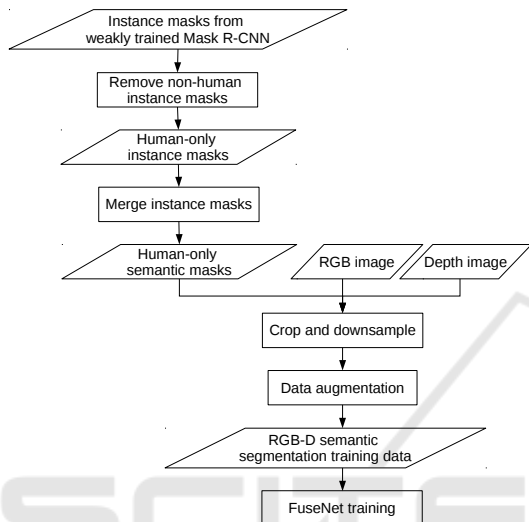 Instance masks from
weakly trained Mask R-CNN
Remove non-human
instance masks
Human-only
instance masks
Merge instance masks
Human-only
semantic masks
RGB image
Depth image
Crop and downsample
Data augmentation
RGB-D semantic
segmentation training data
FuseNet training